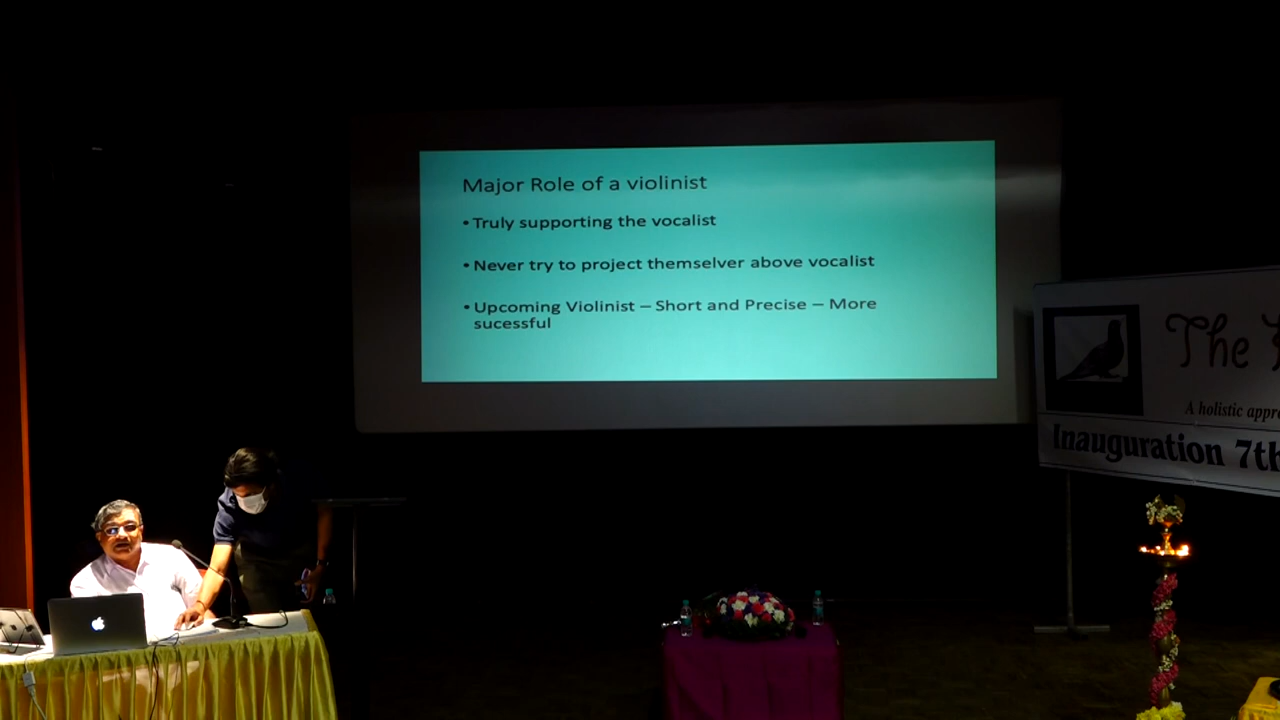 Major Role of a violinist
• Truly supporting the vocalist
• Never try to project themselver above vocalist
• Upcoming Violinist – Short and Precise – More
sucessful
The
A holistic
Inauguration 7th